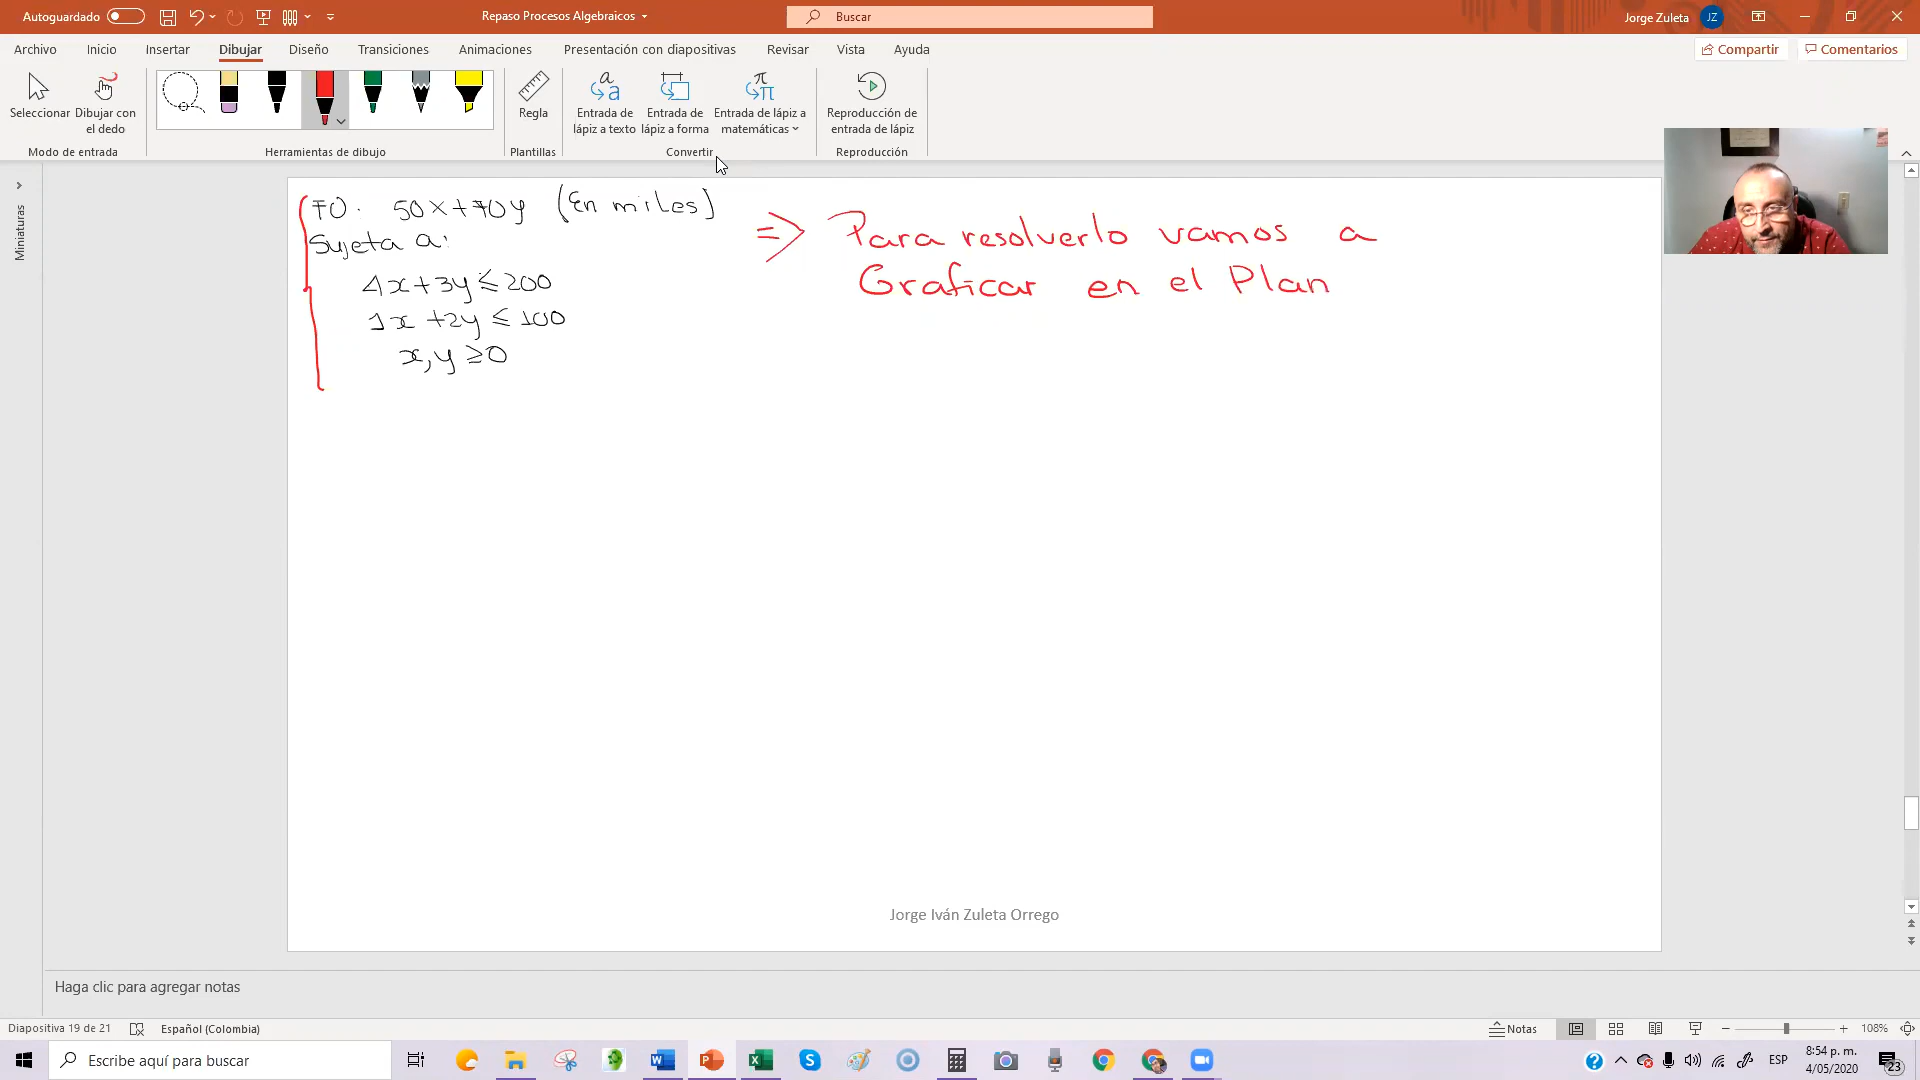 Autoguardado
Repaso Procesos Algebraicos
Buscar
Jorge Zuleta
JZ
Archivo
Inicio
Insertar
Dibujar
Diseño
Transiciones
Animaciones
Presentación con diapositivas
Revisar
Vista
Ayuda
Compartir
Comentarios
Seleccionar
Dibujar con el dedo
Regla
Entrada de lápiz a texto
Entrada de lápiz a forma
Entrada de lápiz a matemáticas
Reproducción de entrada de lápiz
Modo de entrada
Herramientas de dibujo
Plantillas
Convertir
Reproducción
Miniaturas
FO. 50x+70y (En miles)
Sujeta a:
4x+3y ≤ 200
1x+2y ≤ 100
x,y ≥0
=> Para resolverlo vamos a
Graficar en el Plan
Jorge Iván Zuleta Orrego
Haga clic para agregar notas
Diapositiva 19 de 21
Español (Colombia)
Notas
108%
Escribe aquí para buscar
ESP
8:54 p. m.
4/05/2020
23